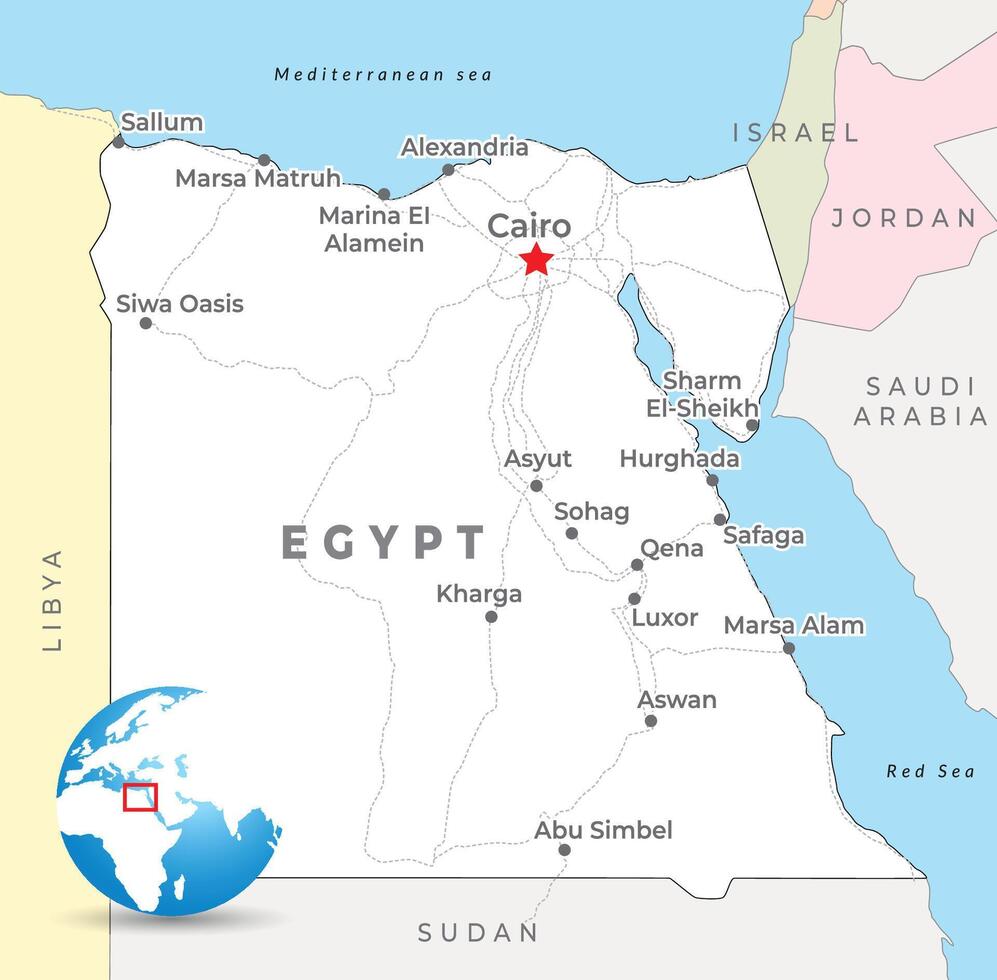 Mediterranean sea
Sallum
ISRAEL
Alexandria
Marsa Matruh
Marina El
Alamein
Cairo
JORDAN
Siwa Oasis
Sharm
El-Sheikh
SAUDI
ARABIA
Asyut
Hurghada
Sohag
Safaga
EGYPT
Qena
LIBYA
Kharga
Luxor
Marsa Alam
Aswan
Red Sea
Abu Simbel
SUDAN